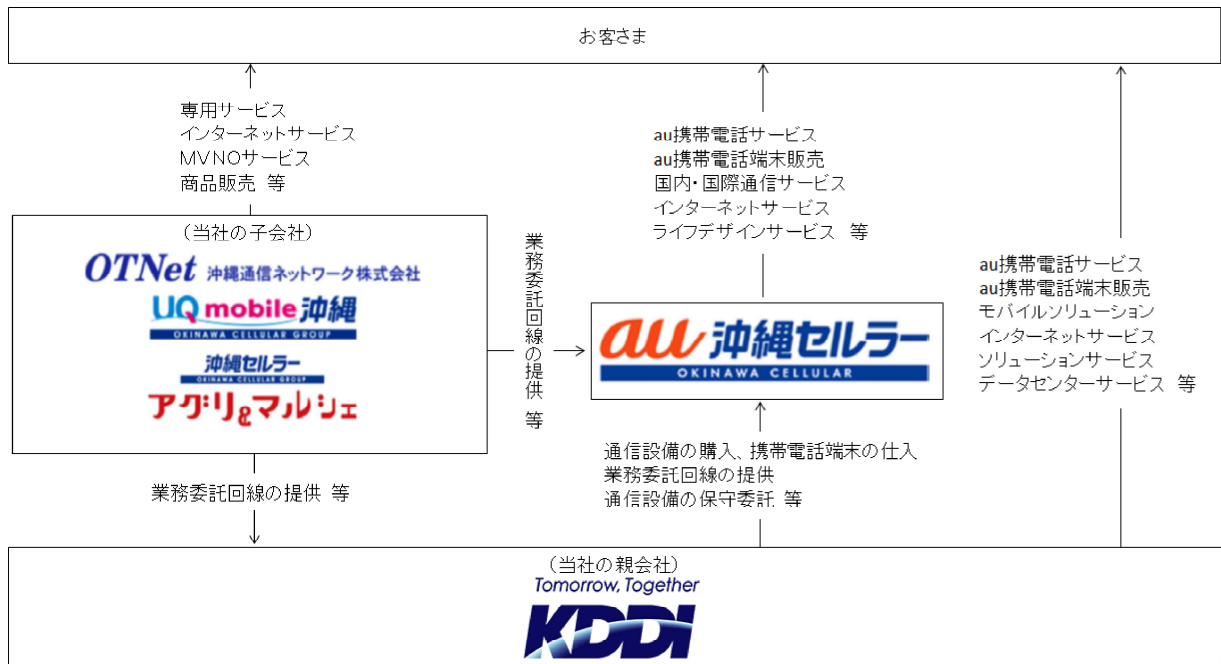 お客さま
専用サービス
インターネットサービス
MVNOサービス
商品販売 等
au携帯電話サービス
au携帯電話端末販売
国内・国際通信サービス
インターネットサービス
ライフデザインサービス 等
au携帯電話サービス
au携帯電話端末販売
モバイルソリューション
インターネットサービス
ソリューションサービス
データセンターサービス 等
(当社の子会社)
OTNet 沖縄通信ネットワーク株式会社
UQ mobile 沖縄
OKINAWA CELLULAR GROUP
沖縄セルラー
OKINAWA CELLULAR GROUP
アグリ&マルシェ
業務委託回線の提供 等
au 沖縄セルラー
OKINAWA CELLULAR
業務委託回線の提供 等
通信設備の購入、携帯電話端末の仕入
業務委託回線の提供
通信設備の保守委託 等
(当社の親会社)
Tomorrow, Together
KDDI